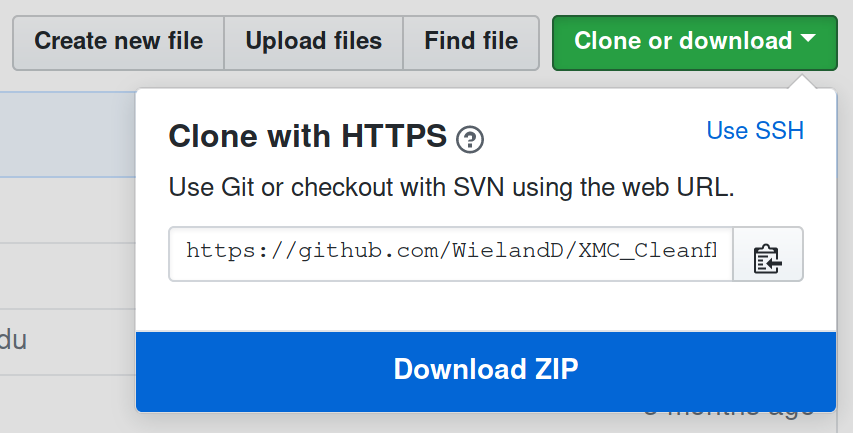 Create new file
Upload files
Find file
Clone or download
Clone with HTTPS
Use SSH
Use Git or checkout with SVN using the web URL.
https://github.com/WielandD/XMC_Cleanfl
du
Download ZIP
months ago